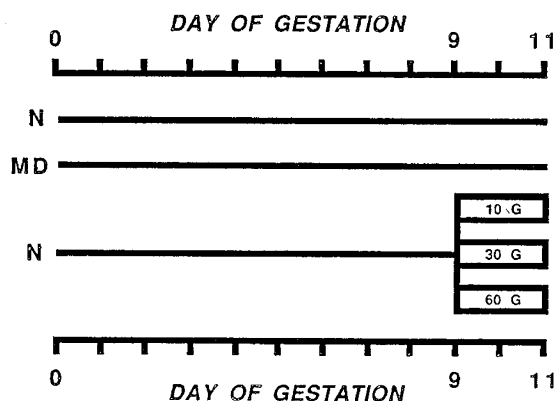 DAY OF GESTATION
0 9 11
N
MD
10 G
N 30 G
60 G
0 9 11
DAY OF GESTATION